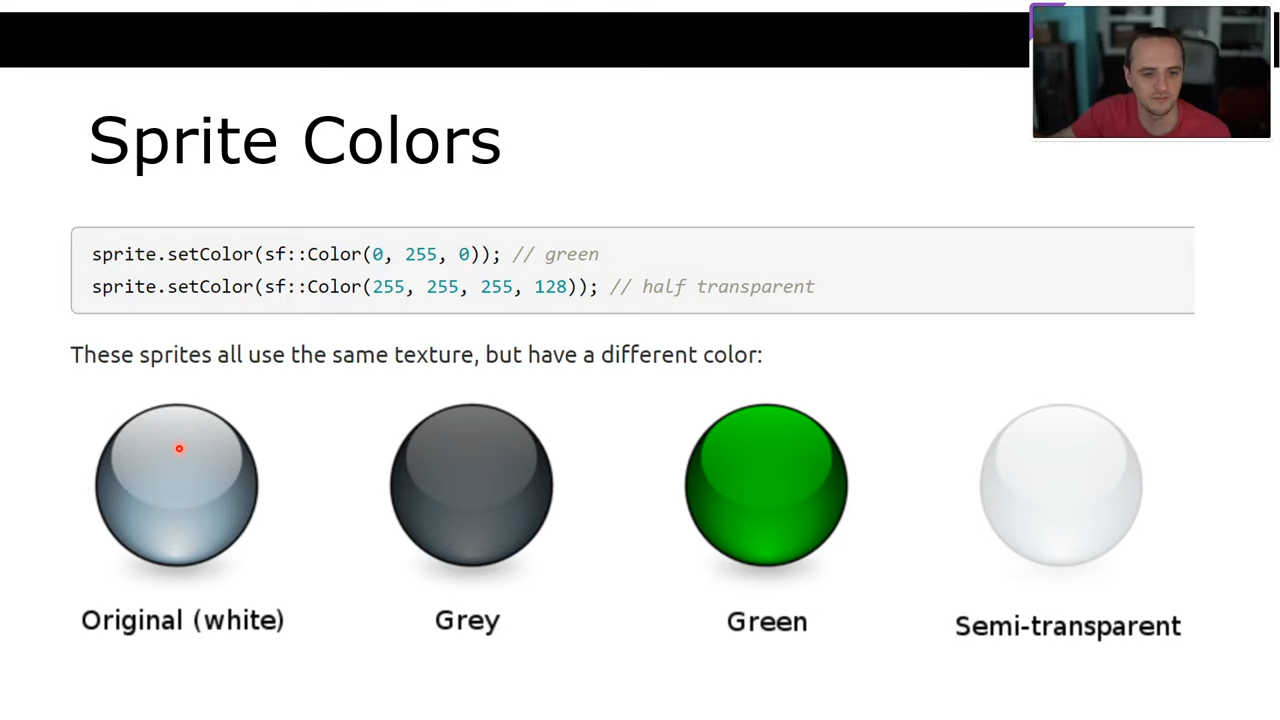 Sprite Colors
sprite.setColor(sf::Color(0, 255, 0)); // green
sprite.setColor(sf::Color(255, 255, 255, 128)); // half transparent
These sprites all use the same texture, but have a different color:
Original (white)
Grey
Green
Semi-transparent